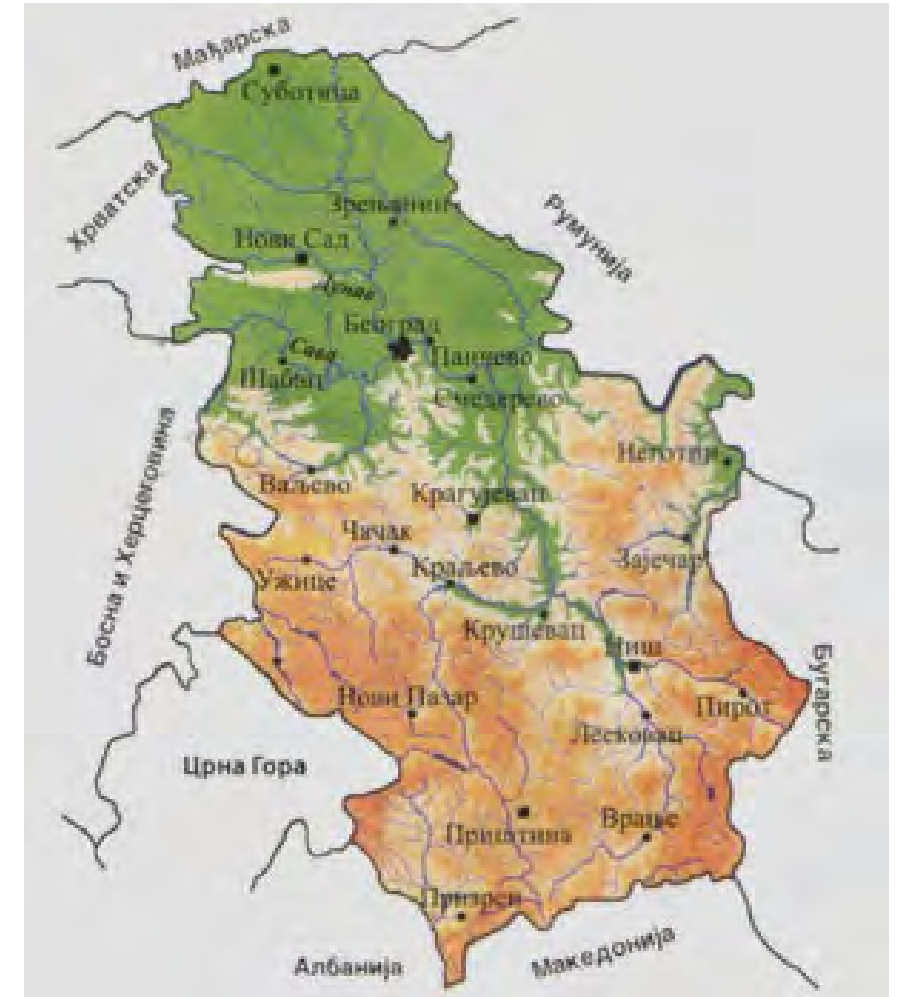 Мађарска
Суботица
Хрватска
Зрењанин
Румунија
Нови Сад
Дунав
Београд
Сава
Панчево
Шабац
Смедерево
Босна и Херцеговина
Неготин
Ваљево
Крагујевац
Чачак
Зајечар
Ужице
Краљево
Крушевац
Ниш
Бугарска
Нови Пазар
Пирот
Лесковац
Црна Гора
Приштина
Врање
Призрен
Македонија
Албанија